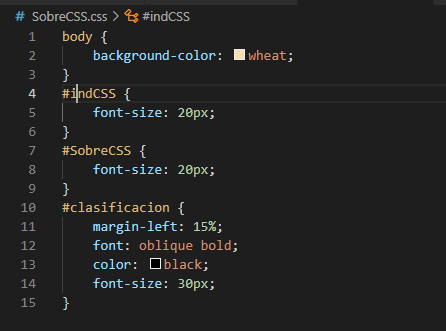 # SobreCSS.css > #indCSS
1 body {
2 background-color: wheat;
3 }
4 #indCSS {
5 font-size: 20px;
6 }
7 #SobreCSS {
8 font-size: 20px;
9 }
10 #clasificacion {
11 margin-left: 15%;
12 font: oblique bold;
13 color: black;
14 font-size: 30px;
15 }